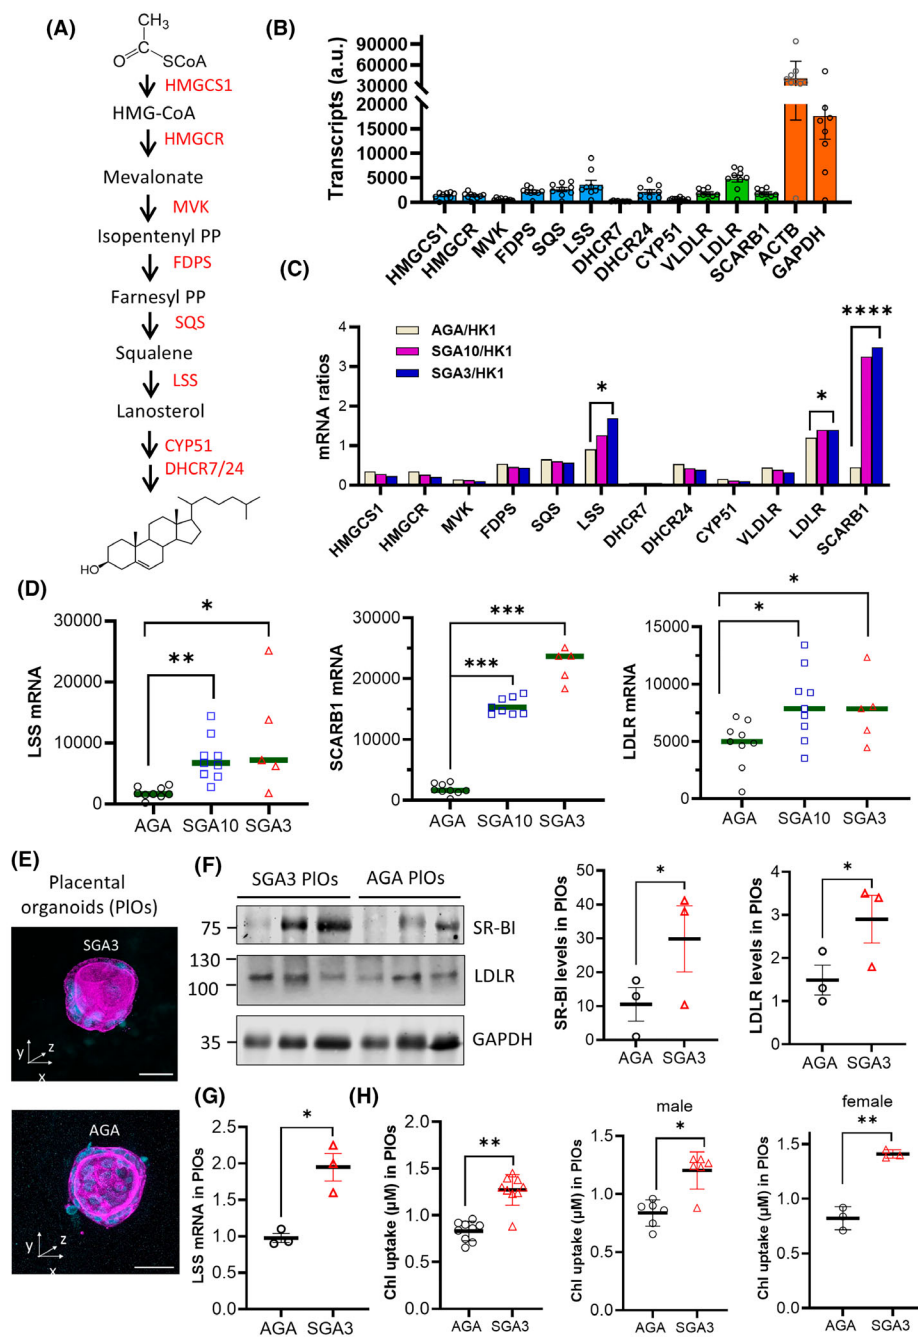 (A)
CH3
C
O
SCoA
HMGCS1
HMG-CoA
HMGCR
Mevalonate
MVK
Isopentenyl PP
FDPS
Farnesyl PP
SQS
Squalene
LSS
Lanosterol
CYP51
DHCR7/24
HO
(B)
Transcripts (a.u.)
90000
60000
30000
20000
15000
10000
5000
0
HMGCS1
HMGCR
MVK
FDPS
SQS
LSS
DHCR7
DHCR24
CYP51
VLDLR
LDLR
SCARB1
ACTB
GAPDH
(C)
mRNA ratios
4
3
2
1
0
AGA/HK1
SGA10/HK1
SGA3/HK1
*
*
****
HMGCS1
HMGCR
MVK
FDPS
SQS
LSS
DHCR7
DHCR24
CYP51
VLDLR
LDLR
SCARB1
(D)
LSS mRNA
30000
20000
10000
0
*
**
AGA SGA10 SGA3
SCARB1 mRNA
30000
20000
10000
0
***
***
AGA SGA10 SGA3
LDLR mRNA
15000
10000
5000
0
*
*
AGA SGA10 SGA3
(E)
Placental
organoids (PlOs)
SGA3
y
z
x
AGA
y
z
x
(F)
SGA3 PlOs AGA PlOs
75
SR-BI
130
100
LDLR
35
GAPDH
SR-BI levels in PlOs
50
40
30
20
10
0
*
AGA SGA3
LDLR levels in PlOs
4
3
2
1
0
*
AGA SGA3
(G)
LSS mRNA in PlOs
2.5
2.0
1.5
1.0
0.5
0.0
*
AGA SGA3
(H)
Chl uptake (µM) in PlOs
2.0
1.5
1.0
0.5
0.0
**
AGA SGA3
male
Chl uptake (µM) in PlOs
1.5
1.0
0.5
0.0
*
AGA SGA3
female
Chl uptake (µM) in PlOs
1.5
1.0
0.5
0.0
**
AGA SGA3